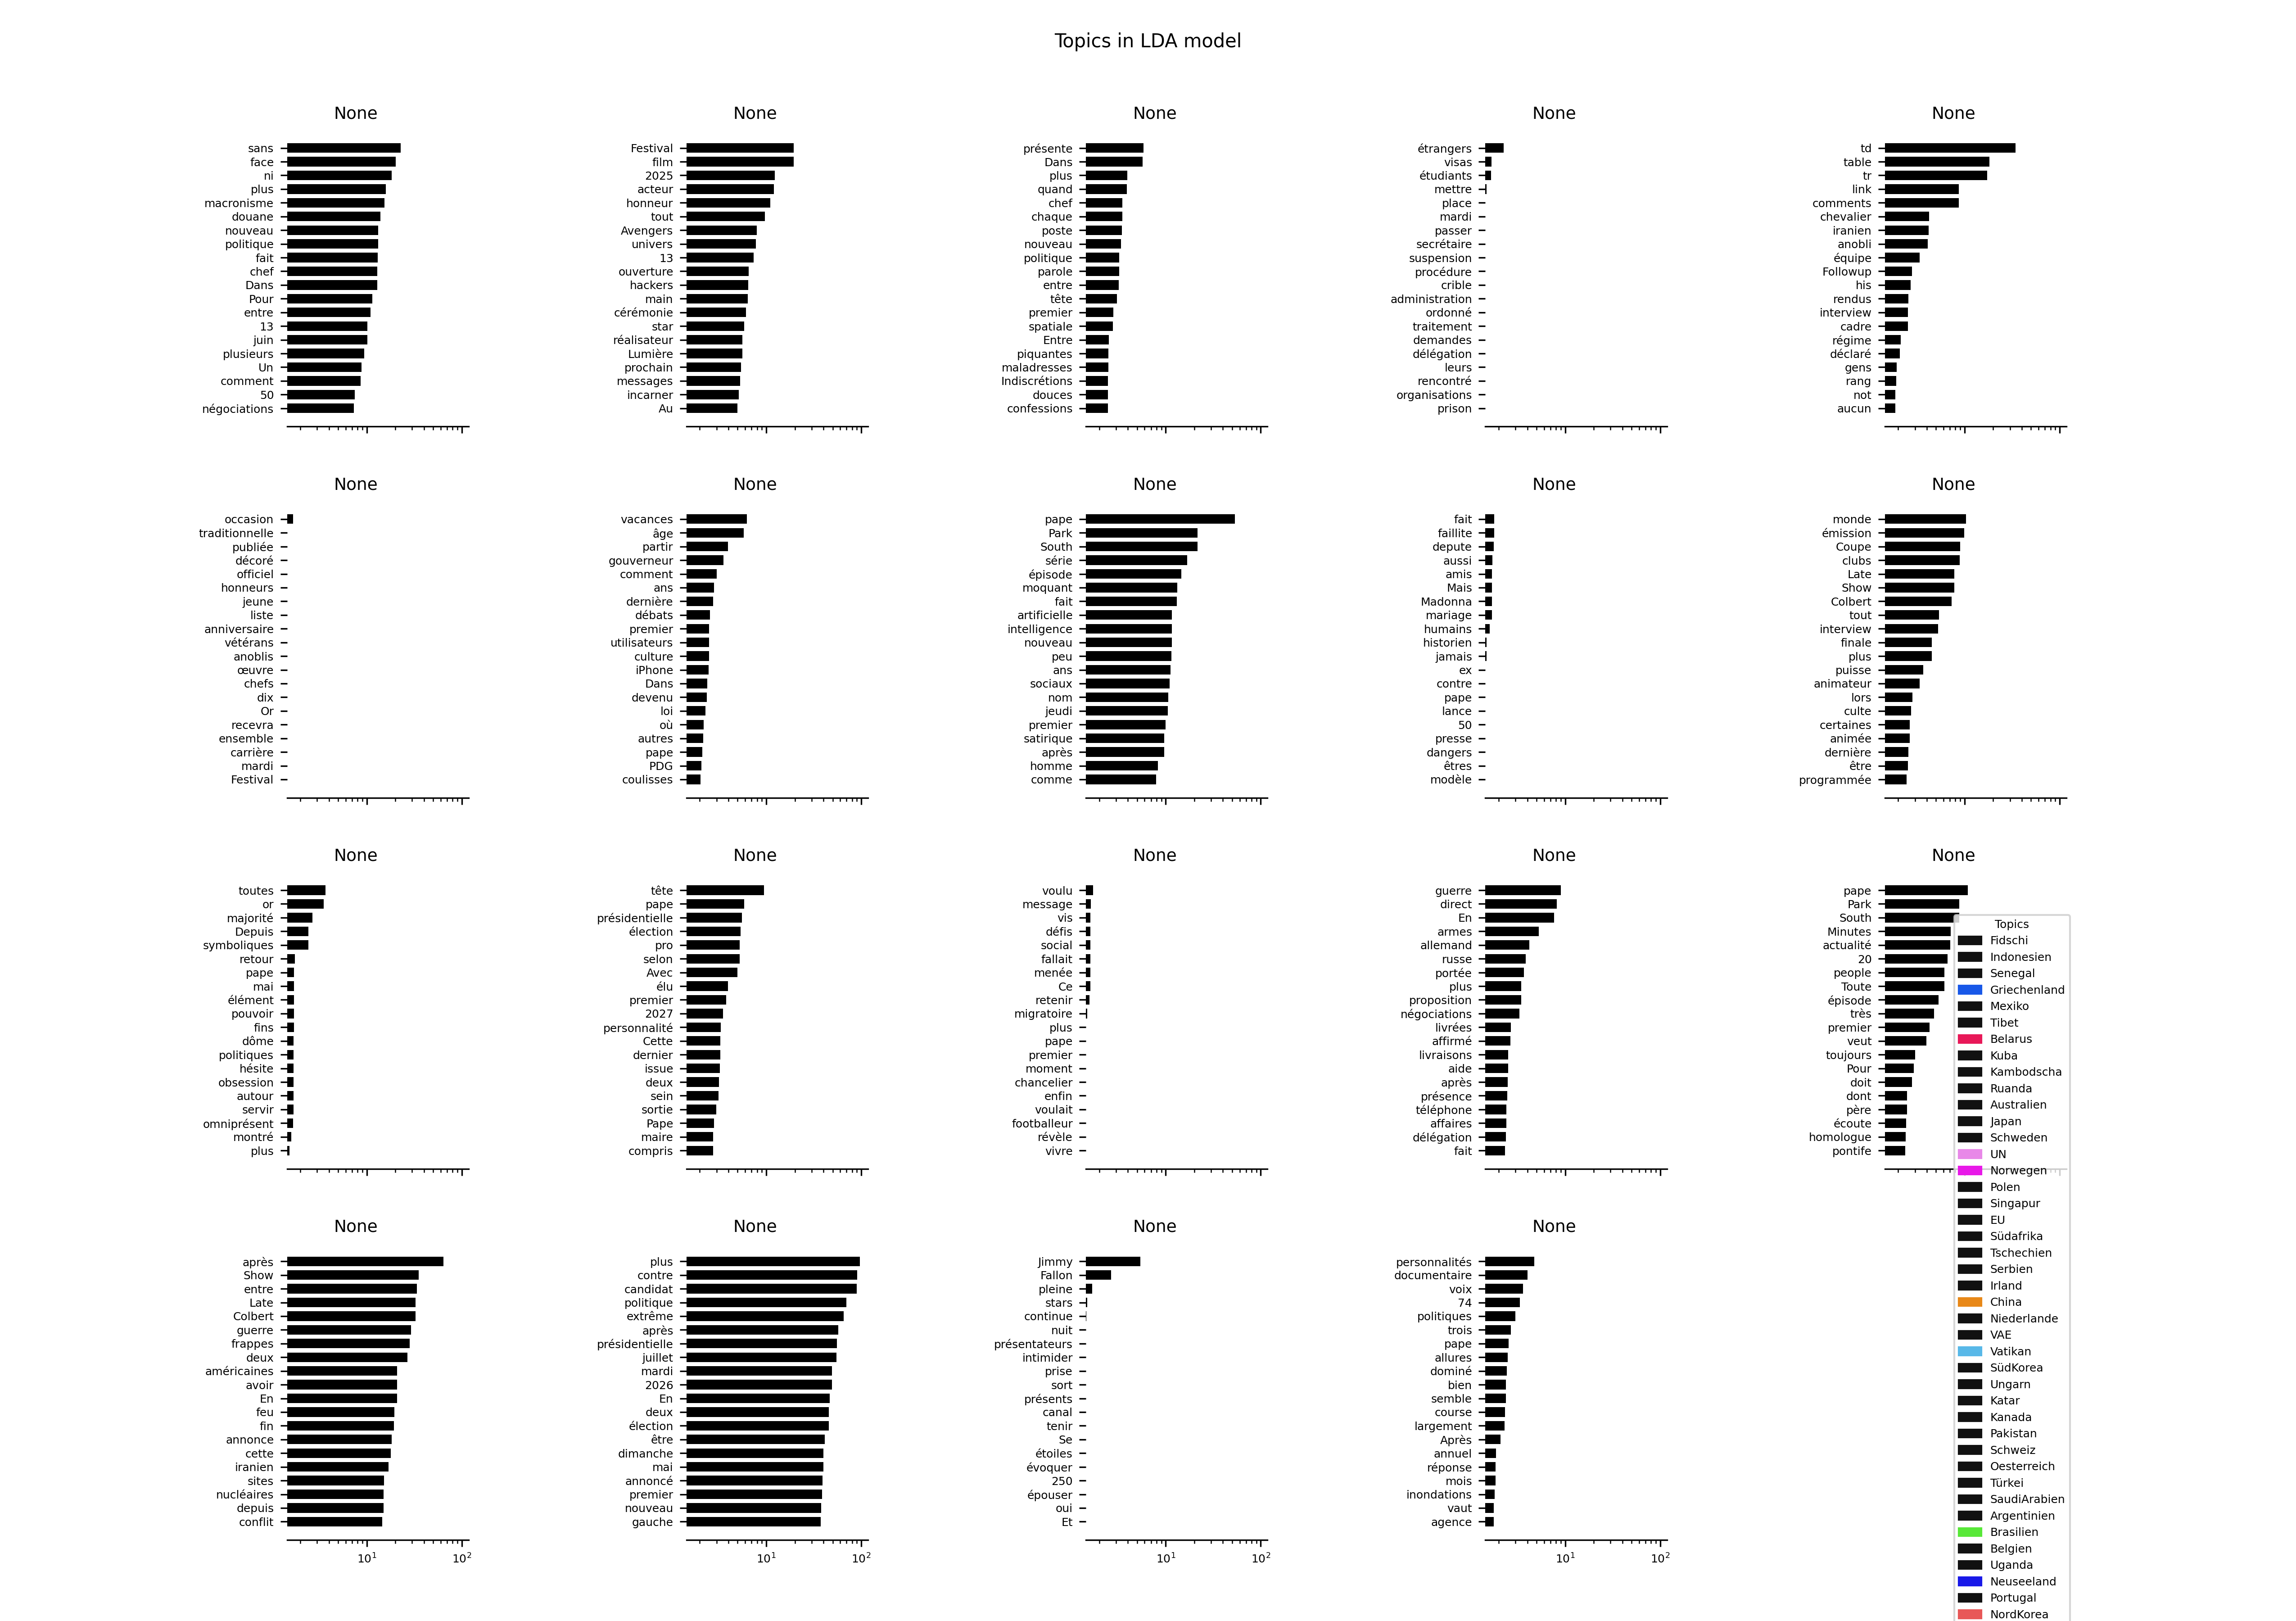 Topics in LDA model
None
sans
face
ni
plus
macronisme
douane
nouveau
politique
fait
chef
Dans
Pour
entre
13
juin
plusieurs
Un
comment
50
négociations
None
Festival
film
2025
acteur
honneur
tout
Avengers
univers
13
ouverture
hackers
main
cérémonie
star
réalisateur
Lumière
prochain
messages
incarner
Au
None
présente
Dans
plus
quand
chef
chaque
poste
nouveau
politique
parole
entre
tête
premier
spatiale
Entre
piquantes
maladresses
Indiscrétions
douces
confessions
None
étrangers
visas
étudiants
mettre
place
mardi
passer
secrétaire
suspension
procédure
crible
administration
ordonné
traitement
demandes
délégation
leurs
rencontré
organisations
prison
None
td
table
tr
link
comments
chevalier
iranien
anobli
équipe
Followup
his
rendus
interview
cadre
régime
déclaré
gens
rang
not
aucun
None
occasion
traditionnelle
publiée
décoré
officiel
honneurs
jeune
liste
anniversaire
vétérans
anoblis
œuvre
chefs
dix
Or
recevra
ensemble
carrière
mardi
Festival
None
vacances
âge
partir
gouverneur
comment
ans
dernière
débats
premier
utilisateurs
culture
iPhone
Dans
devenu
loi
où
autres
pape
PDG
coulisses
None
pape
Park
South
série
épisode
moquant
fait
artificielle
intelligence
nouveau
peu
ans
sociaux
nom
jeudi
premier
satirique
après
homme
comme
None
fait
faillite
depute
aussi
amis
Mais
Madonna
mariage
humains
historien
jamais
ex
contre
pape
lance
50
presse
dangers
êtres
modèle
None
monde
émission
Coupe
clubs
Late
Show
Colbert
tout
interview
finale
plus
puisse
animateur
lors
culte
certaines
animée
dernière
être
programmée
None
toutes
or
majorité
Depuis
symboliques
retour
pape
mai
élément
pouvoir
fins
dôme
politiques
hésite
obsession
autour
servir
omniprésent
montré
plus
None
tête
pape
présidentielle
élection
pro
selon
Avec
élu
premier
2027
personnalité
Cette
dernier
issue
deux
sein
sortie
Pape
maire
compris
None
voulu
message
vis
défis
social
fallait
menée
Ce
retenir
migratoire
plus
pape
premier
moment
chancelier
enfin
voulait
footballeur
révèle
vivre
None
guerre
direct
En
armes
allemand
russe
portée
plus
proposition
négociations
livrées
affirmé
livraisons
aide
après
présence
téléphone
affaires
délégation
fait
None
pape
Park
South
Minutes
actualité
20
people
Toute
épisode
très
premier
veut
toujours
Pour
doit
dont
père
écoute
homologue
pontife
None
après
Show
entre
Late
Colbert
guerre
frappes
deux
américaines
avoir
En
feu
fin
annonce
cette
iranien
sites
nucléaires
depuis
conflit
10¹ 10²
None
plus
contre
candidat
politique
extrême
après
présidentielle
juillet
mardi
2026
En
deux
élection
être
dimanche
mai
annoncé
premier
nouveau
gauche
10¹ 10²
None
Jimmy
Fallon
pleine
stars
continue
nuit
présentateurs
intimider
prise
sort
présents
canal
tenir
Se
étoiles
évoquer
250
épouser
oui
Et
10¹ 10²
None
personnalités
documentaire
voix
74
politiques
trois
pape
allures
dominé
bien
semble
course
largement
Après
annuel
réponse
mois
inondations
vaut
agence
10¹ 10²
Topics
Fidschi
Indonesien
Senegal
Griechenland
Mexiko
Tibet
Belarus
Kuba
Kambodscha
Ruanda
Australien
Japan
Schweden
UN
Norwegen
Polen
Singapur
EU
Südafrika
Tschechien
Serbien
Irland
China
Niederlande
VAE
Vatikan
SüdKorea
Ungarn
Katar
Kanada
Pakistan
Schweiz
Oesterreich
Türkei
SaudiArabien
Argentinien
Brasilien
Belgien
Uganda
Neuseeland
Portugal
NordKorea